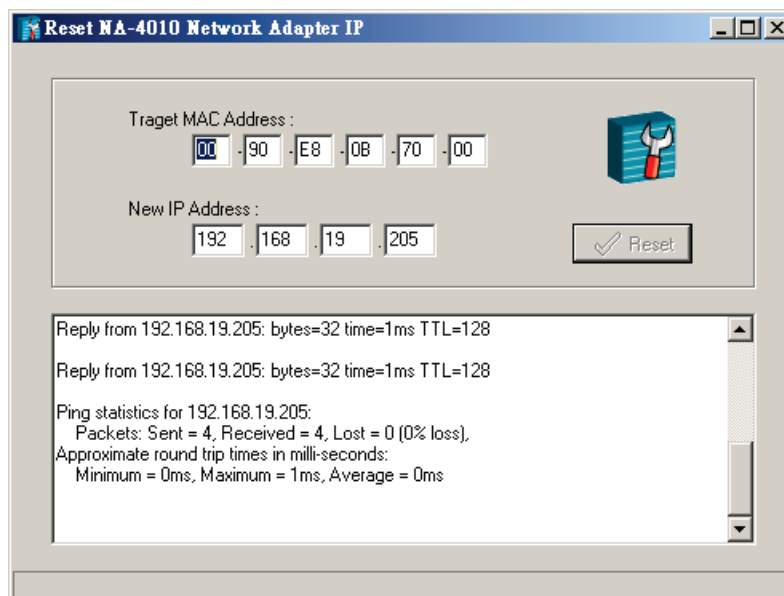 Reset NA-4010 Network Adapter IP
Traget MAC Address :
00 - 90 - E8 - 0B - 70 - 00
New IP Address :
192 . 168 . 19 . 205
Reset
Reply from 192.168.19.205: bytes=32 time=1ms TTL=128
Reply from 192.168.19.205: bytes=32 time=1ms TTL=128
Ping statistics for 192.168.19.205:
Packets: Sent = 4, Received = 4, Lost = 0 (0% loss),
Approximate round trip times in milli-seconds:
Minimum = 0ms, Maximum = 1ms, Average = 0ms